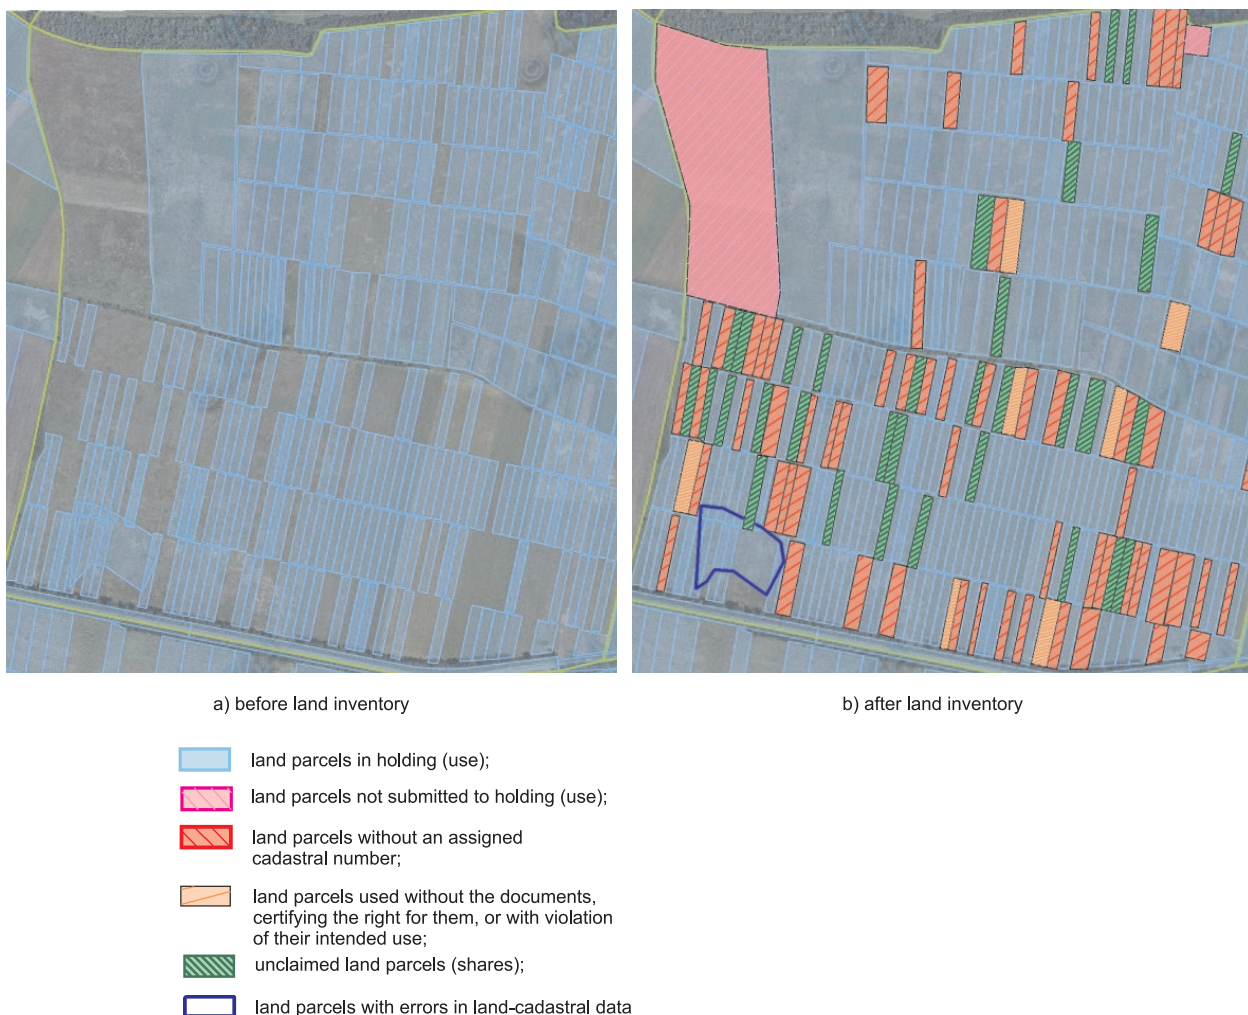 a) before land inventory
b) after land inventory
land parcels in holding (use);
land parcels not submitted to holding (use);
land parcels without an assigned
cadastral number;
land parcels used without the documents,
certifying the right for them, or with violation
of their intended use;
unclaimed land parcels (shares);
land parcels with errors in land-cadastral data